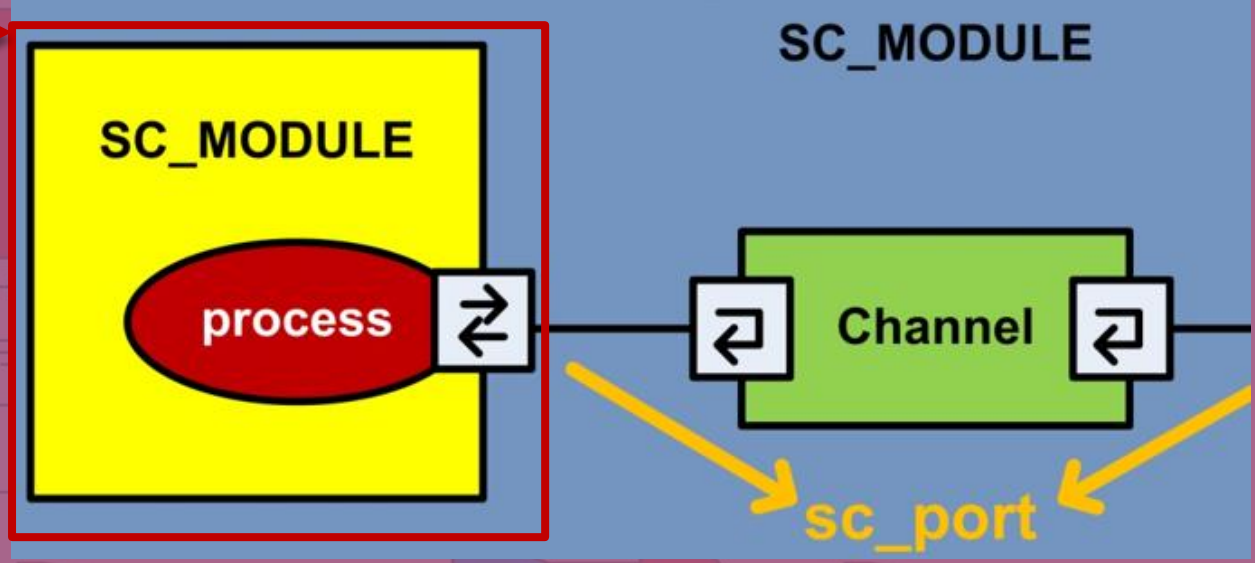 SC_MODULE
SC_MODULE
process
Channel
sc_port